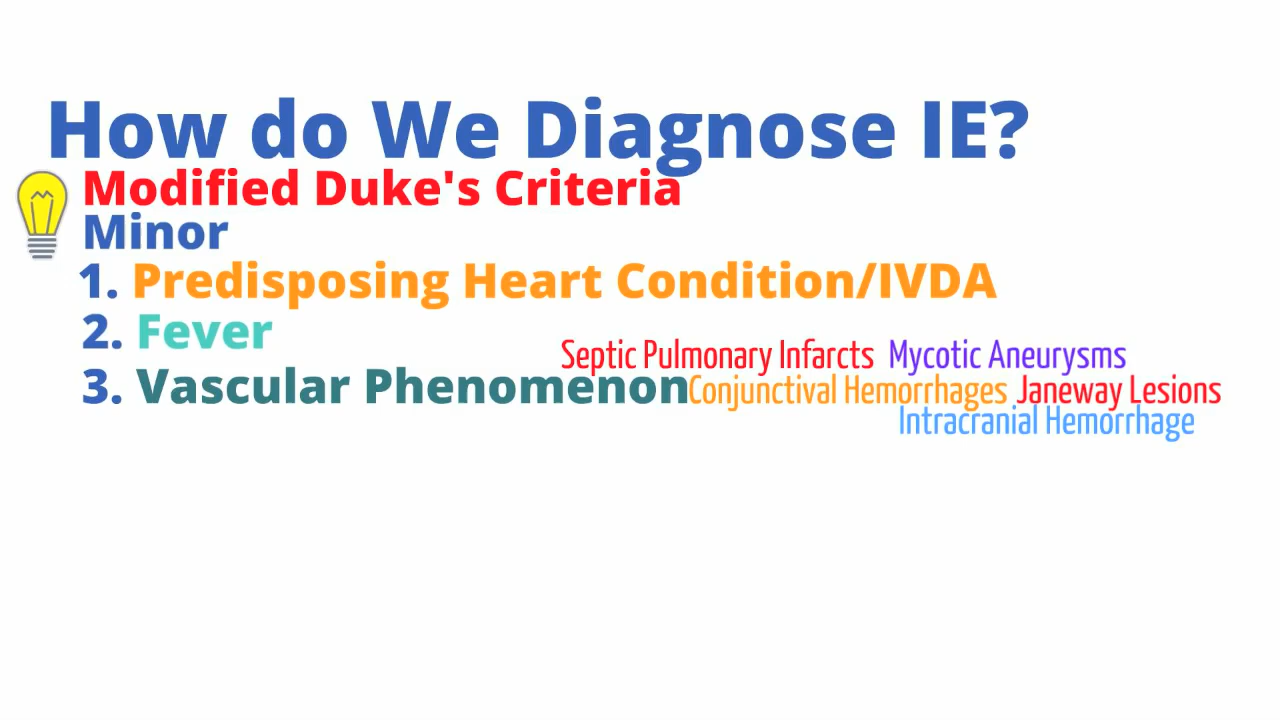 How do We Diagnose IE?
Modified Duke's Criteria
Minor
1. Predisposing Heart Condition/IVDA
2. Fever
Septic Pulmonary Infarcts Mycotic Aneurysms
3. Vascular Phenomenon Conjunctival Hemorrhages Janeway Lesions
Intracranial Hemorrhage